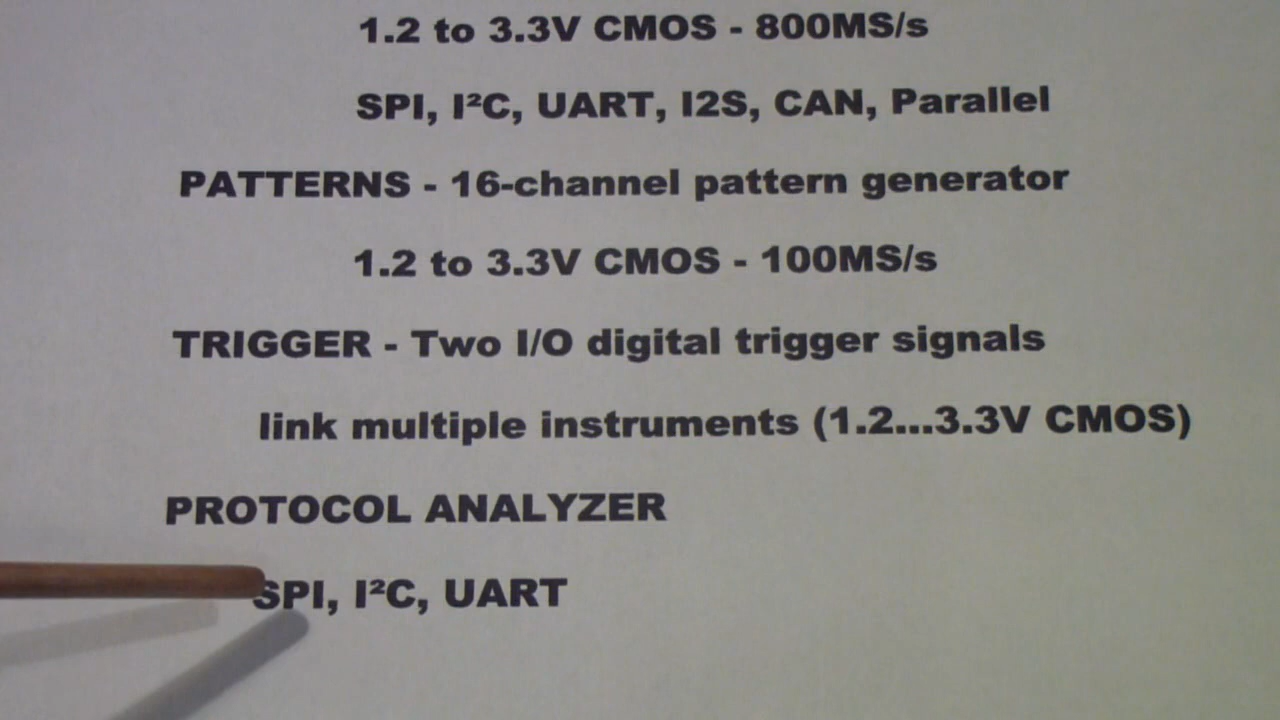 1.2 to 3.3V CMOS - 800MS/s
SPI, I²C, UART, I2S, CAN, Parallel
PATTERNS - 16-channel pattern generator
1.2 to 3.3V CMOS - 100MS/s
TRIGGER - Two I/O digital trigger signals
link multiple instruments (1.2...3.3V CMOS)
PROTOCOL ANALYZER
SPI, I²C, UART